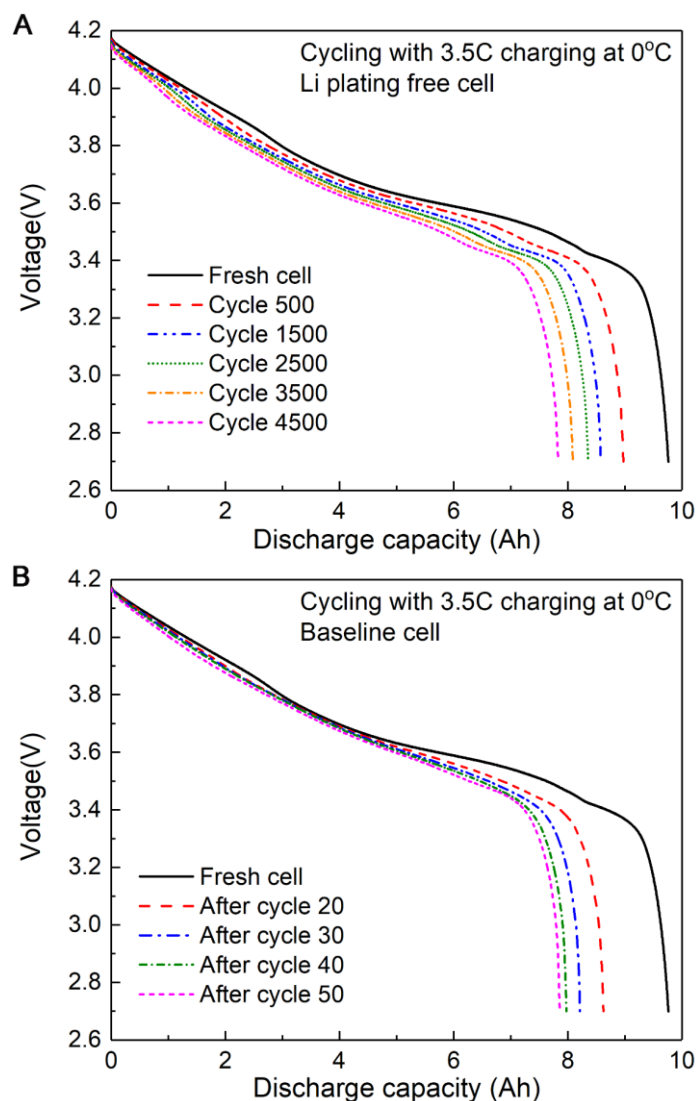 A
Cycling with 3.5C charging at 0°C
Li plating free cell
Voltage(V)
4.2
4.0
3.8
3.6
3.4
3.2
3.0
2.8
2.6
Fresh cell
Cycle 500
Cycle 1500
Cycle 2500
Cycle 3500
Cycle 4500
0 2 4 6 8 10
Discharge capacity (Ah)
B
Cycling with 3.5C charging at 0°C
Baseline cell
Voltage(V)
4.2
4.0
3.8
3.6
3.4
3.2
3.0
2.8
2.6
Fresh cell
After cycle 20
After cycle 30
After cycle 40
After cycle 50
0 2 4 6 8 10
Discharge capacity (Ah)